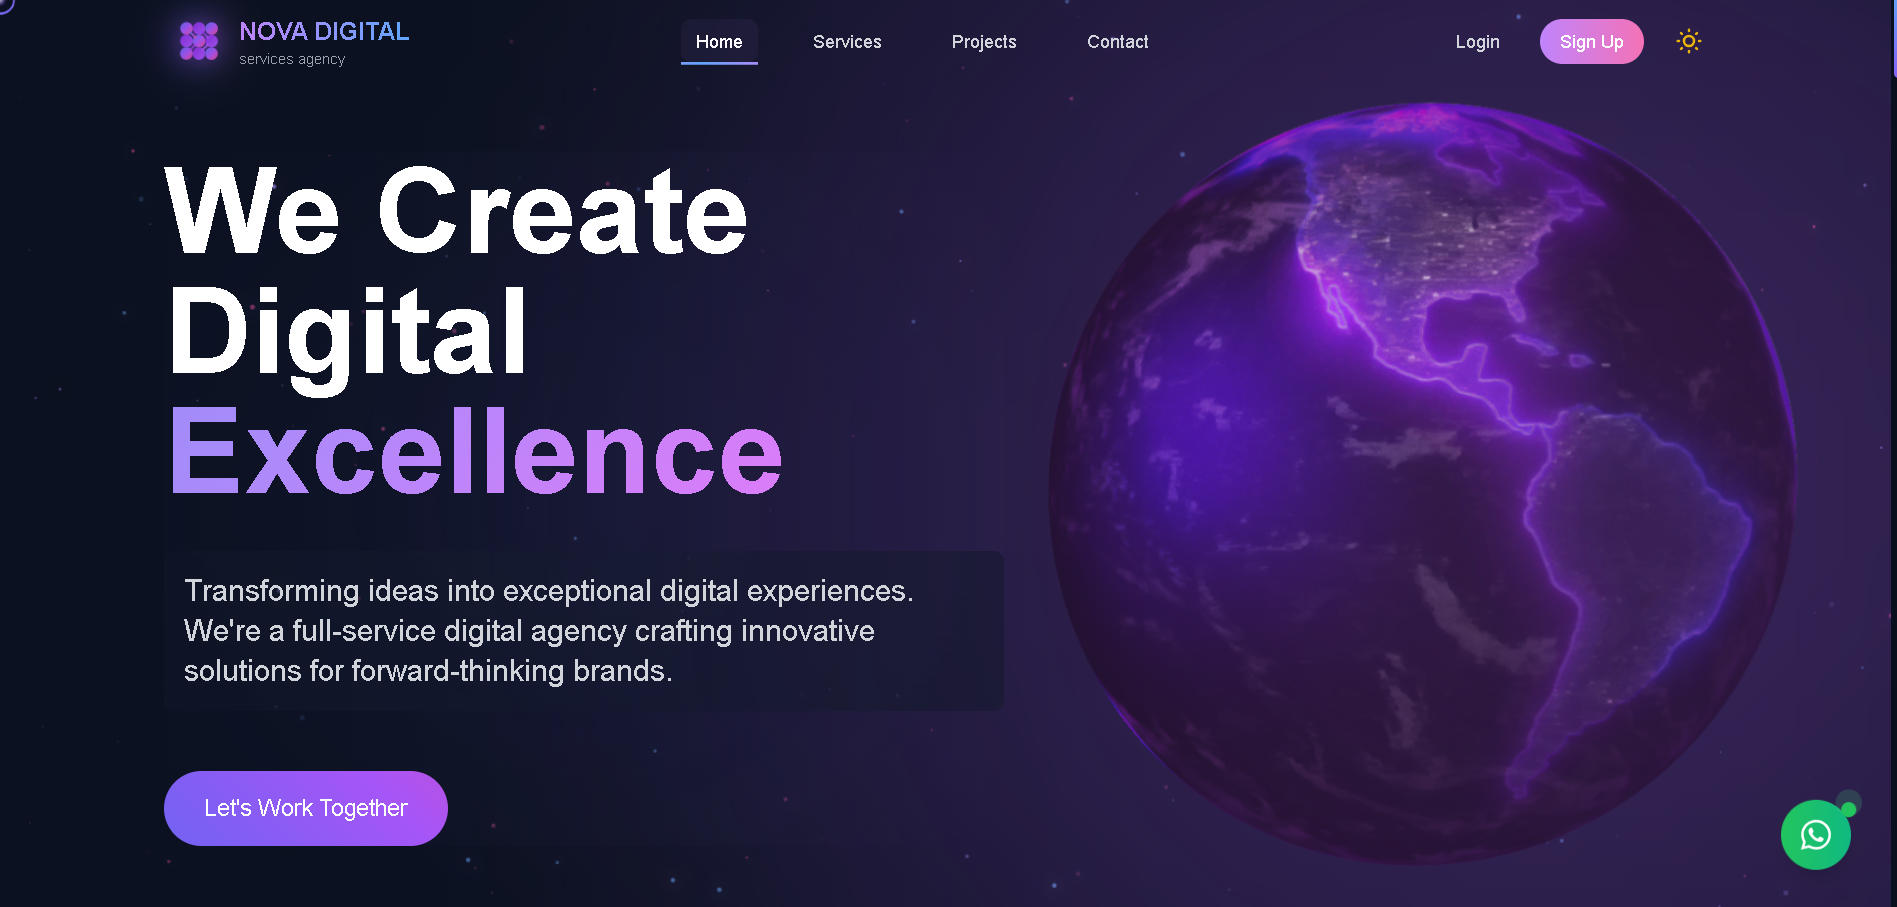 NOVA DIGITAL
services agency
Home
Services
Projects
Contact
Login
Sign Up
We Create
Digital
Excellence
Transforming ideas into exceptional digital experiences.
We're a full-service digital agency crafting innovative
solutions for forward-thinking brands.
Let's Work Together